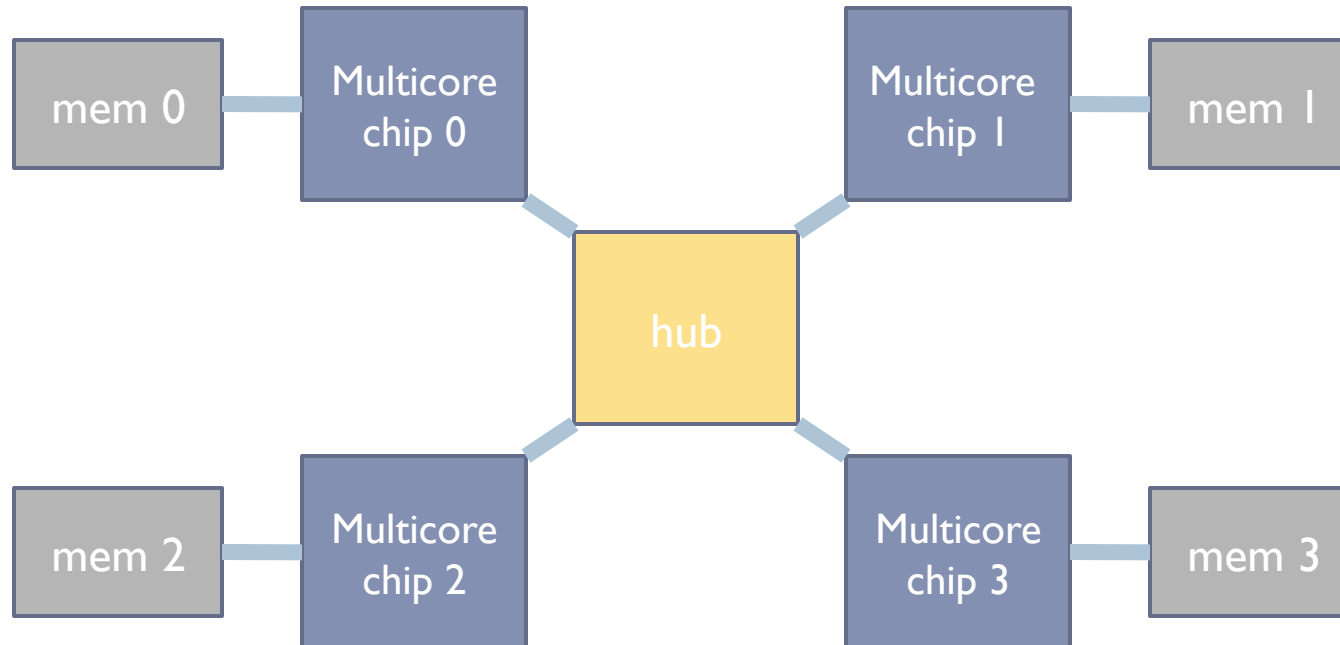 mem 0
Multicore
chip 0
Multicore
chip 1
mem 1
hub
mem 2
Multicore
chip 2
Multicore
chip 3
mem 3